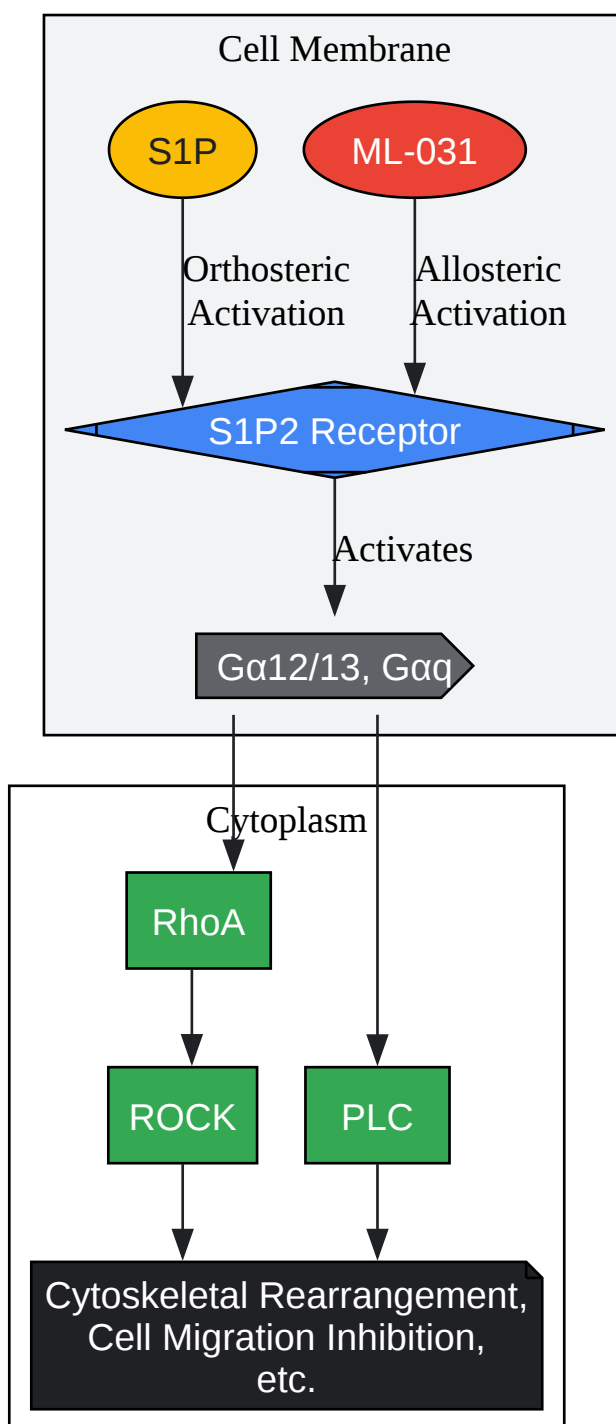 Cell Membrane
S1P
ML-031
Orthosteric
Activation
Allosteric
Activation
S1P2 Receptor
Activates
Gα12/13, Gαq
Cytoplasm
RhoA
ROCK
PLC
Cytoskeletal Rearrangement,
Cell Migration Inhibition,
etc.